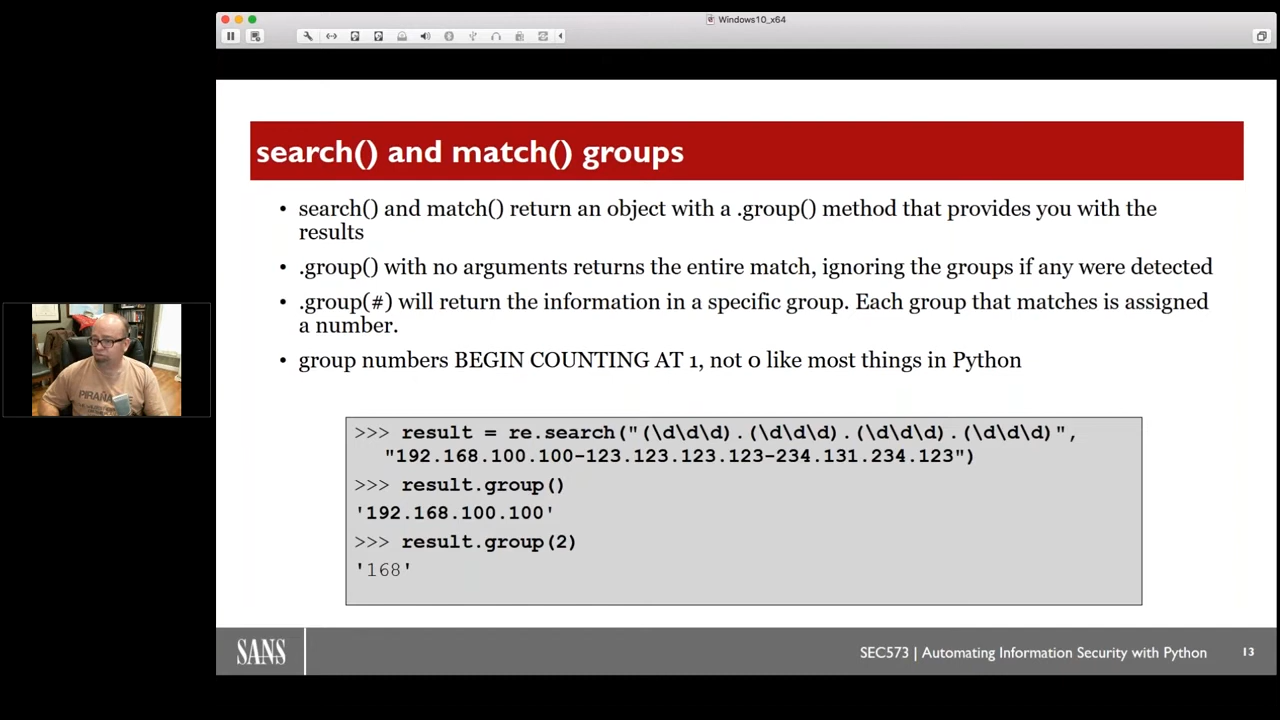 Windows10_x64
search() and match() groups
• search() and match() return an object with a .group() method that provides you with the
results
• .group() with no arguments returns the entire match, ignoring the groups if any were detected
• .group(#) will return the information in a specific group. Each group that matches is assigned
a number.
• group numbers BEGIN COUNTING AT 1, not 0 like most things in Python
>>> result = re.search("(\d\d\d).(\d\d\d).(\d\d\d).(\d\d\d)",
"192.168.100.100-123.123.123.123-234.131.234.123")
>>> result.group()
'192.168.100.100'
>>> result.group(2)
'168'
SANS
SEC573 | Automating Information Security with Python
13